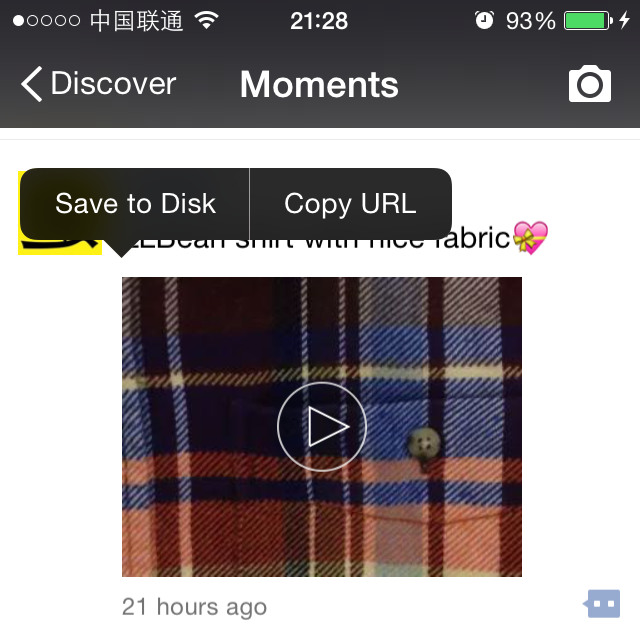 中国联通 21:28 93%
Discover Moments
Save to Disk Copy URL
shirt with nice fabric💝
21 hours ago